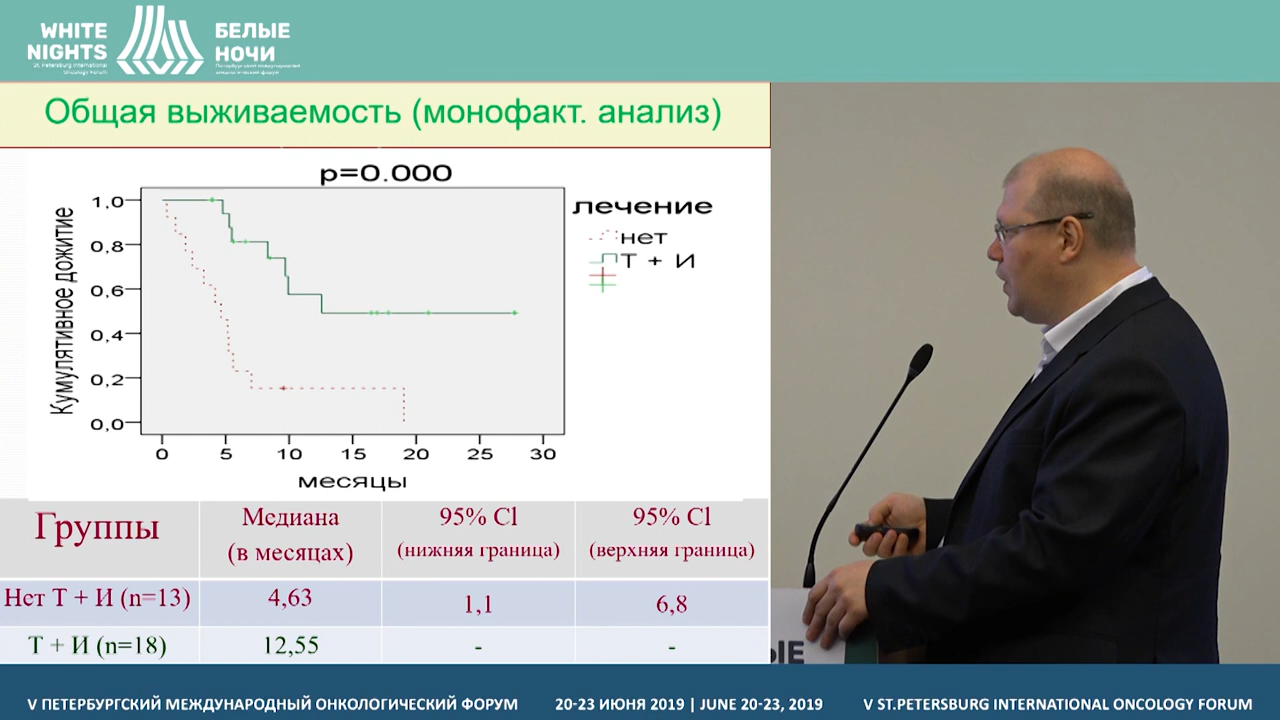 WHITE
NIGHTS
St. Petersburg International
Oncology Forum
БЕЛЫЕ
НОЧИ
Петербургский международный
онкологический форум
Общая выживаемость (монофакт. анализ)
p=0.000
Кумулятивное дожитие
1,0
0,8
0,6
0,4
0,2
0,0
0 5 10 15 20 25 30
месяцы
лечение
нет
Т + И
Группы
Медиана
(в месяцах)
95% Cl
(нижняя граница)
95% Cl
(верхняя граница)
Нет Т + И (n=13) 4,63 1,1 6,8
Т + И (n=18) 12,55 - -
ЫЕ
V ПЕТЕРБУРГСКИЙ МЕЖДУНАРОДНЫЙ ОНКОЛОГИЧЕСКИЙ ФОРУМ 20-23 ИЮНЯ 2019 | JUNE 20-23, 2019 V ST.PETERSBURG INTERNATIONAL ONCOLOGY FORUM